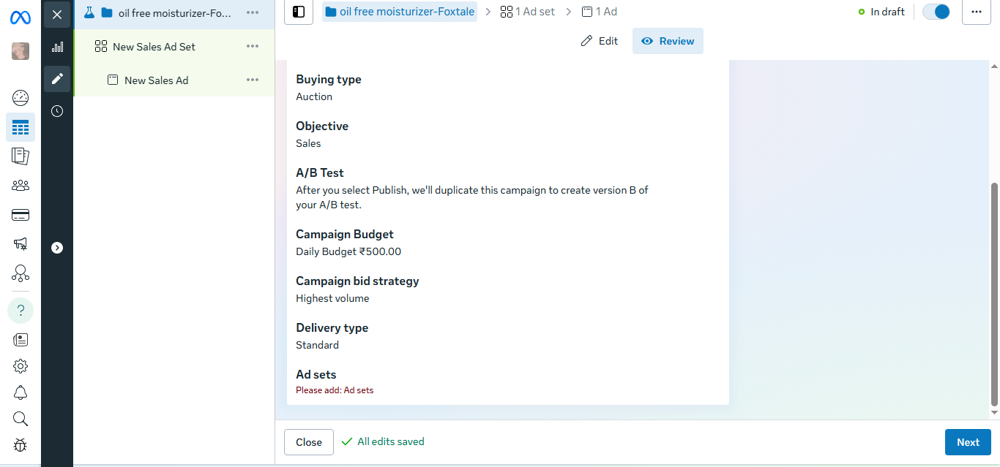 oil free moisturizer-Fo...
New Sales Ad Set
New Sales Ad
oil free moisturizer-Foxtale
1 Ad set
1 Ad
In draft
Edit
Review
Buying type
Auction
Objective
Sales
A/B Test
After you select Publish, we'll duplicate this campaign to create version B of
your A/B test.
Campaign Budget
Daily Budget ₹500.00
Campaign bid strategy
Highest volume
Delivery type
Standard
Ad sets
Please add: Ad sets
Close
All edits saved
Next